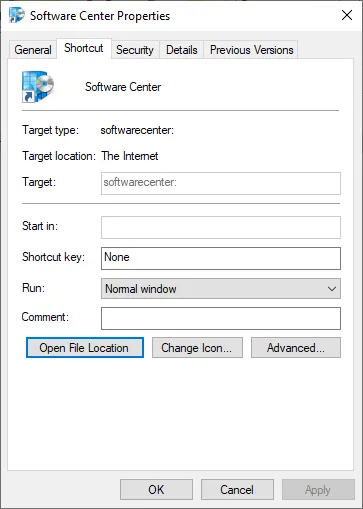 Software Center Properties
General Shortcut Security Details Previous Versions
Software Center
Target type: softwarecenter:
Target location: The Internet
Target: softwarecenter:
Start in:
Shortcut key: None
Run: Normal window
Comment:
Open File Location Change Icon... Advanced...
OK Cancel Apply